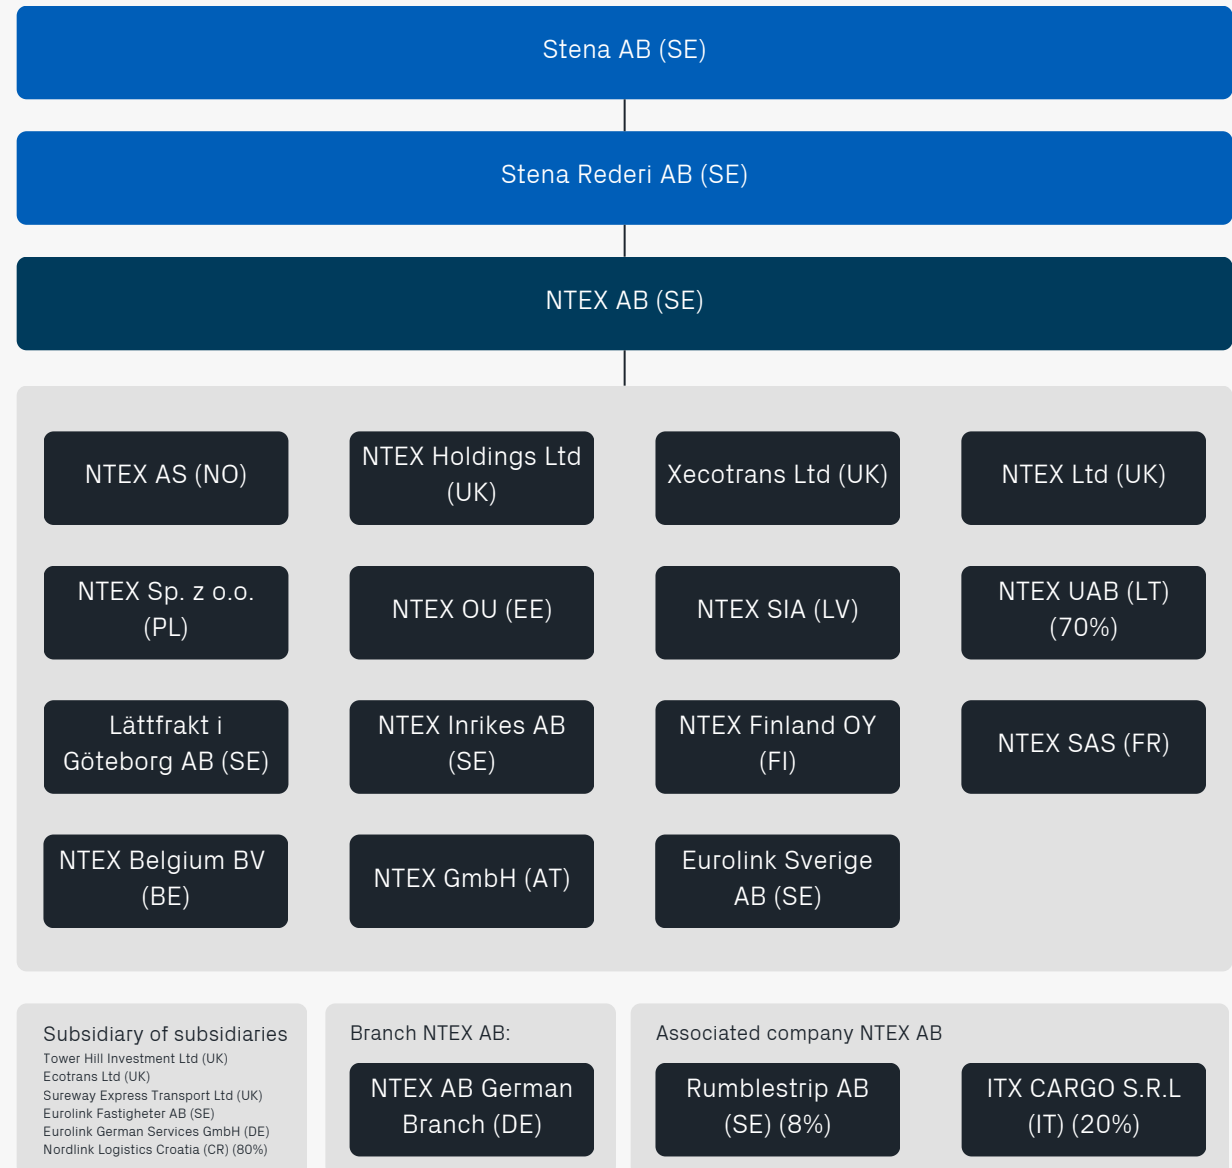 Stena AB (SE)
Stena Rederi AB (SE)
NTEX AB (SE)
NTEX AS (NO)
NTEX Holdings Ltd
(UK)
Xecotrans Ltd (UK)
NTEX Ltd (UK)
NTEX Sp. z o.o.
(PL)
NTEX OU (EE)
NTEX SIA (LV)
NTEX UAB (LT)
(70%)
Lättfrakt i
Göteborg AB (SE)
NTEX Inrikes AB
(SE)
NTEX Finland OY
(FI)
NTEX SAS (FR)
NTEX Belgium BV
(BE)
NTEX GmbH (AT)
Eurolink Sverige
AB (SE)
Subsidiary of subsidiaries
Tower Hill Investment Ltd (UK)
Ecotrans Ltd (UK)
Sureway Express Transport Ltd (UK)
Eurolink Fastigheter AB (SE)
Eurolink German Services GmbH (DE)
Nordlink Logistics Croatia (CR) (80%)
Branch NTEX AB:
NTEX AB German
Branch (DE)
Associated company NTEX AB
Rumblestrip AB
(SE) (8%)
ITX CARGO S.R.L
(IT) (20%)